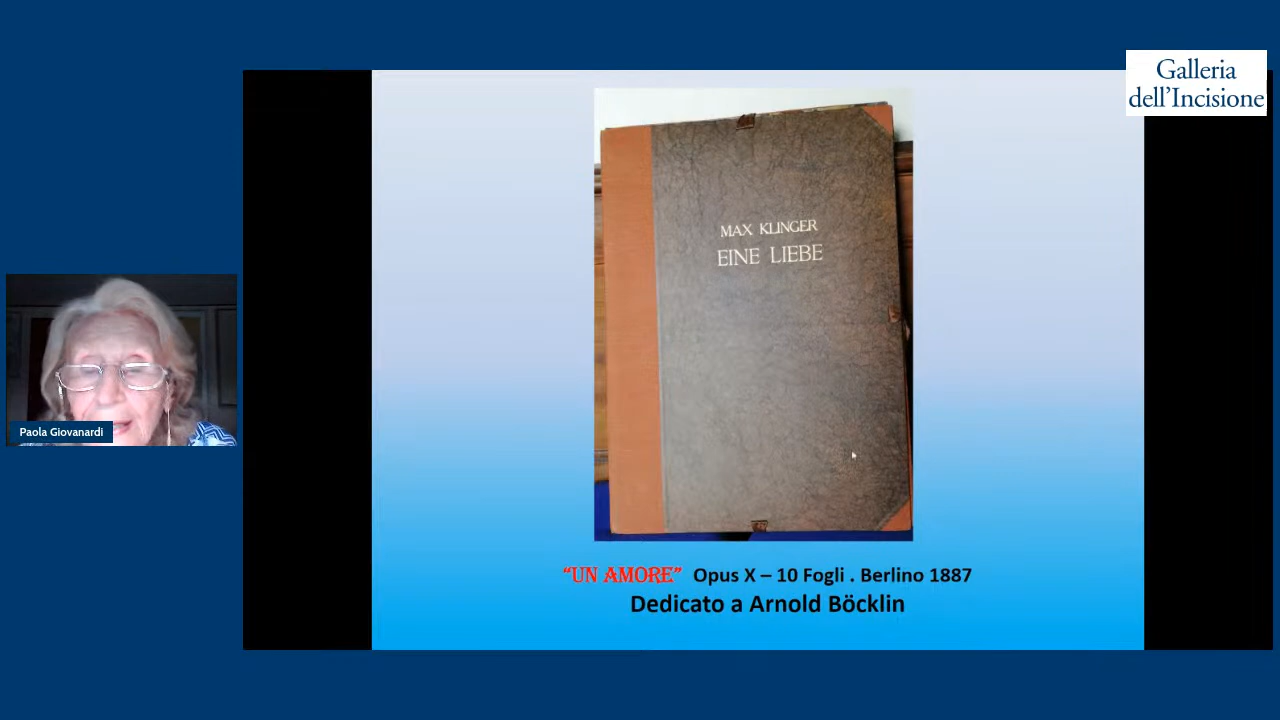 Galleria
dell'Incisione
MAX KLINGER
EINE LIEBE
Paola Giovanardi
"UN AMORE" Opus X – 10 Fogli . Berlino 1887
Dedicato a Arnold Böcklin